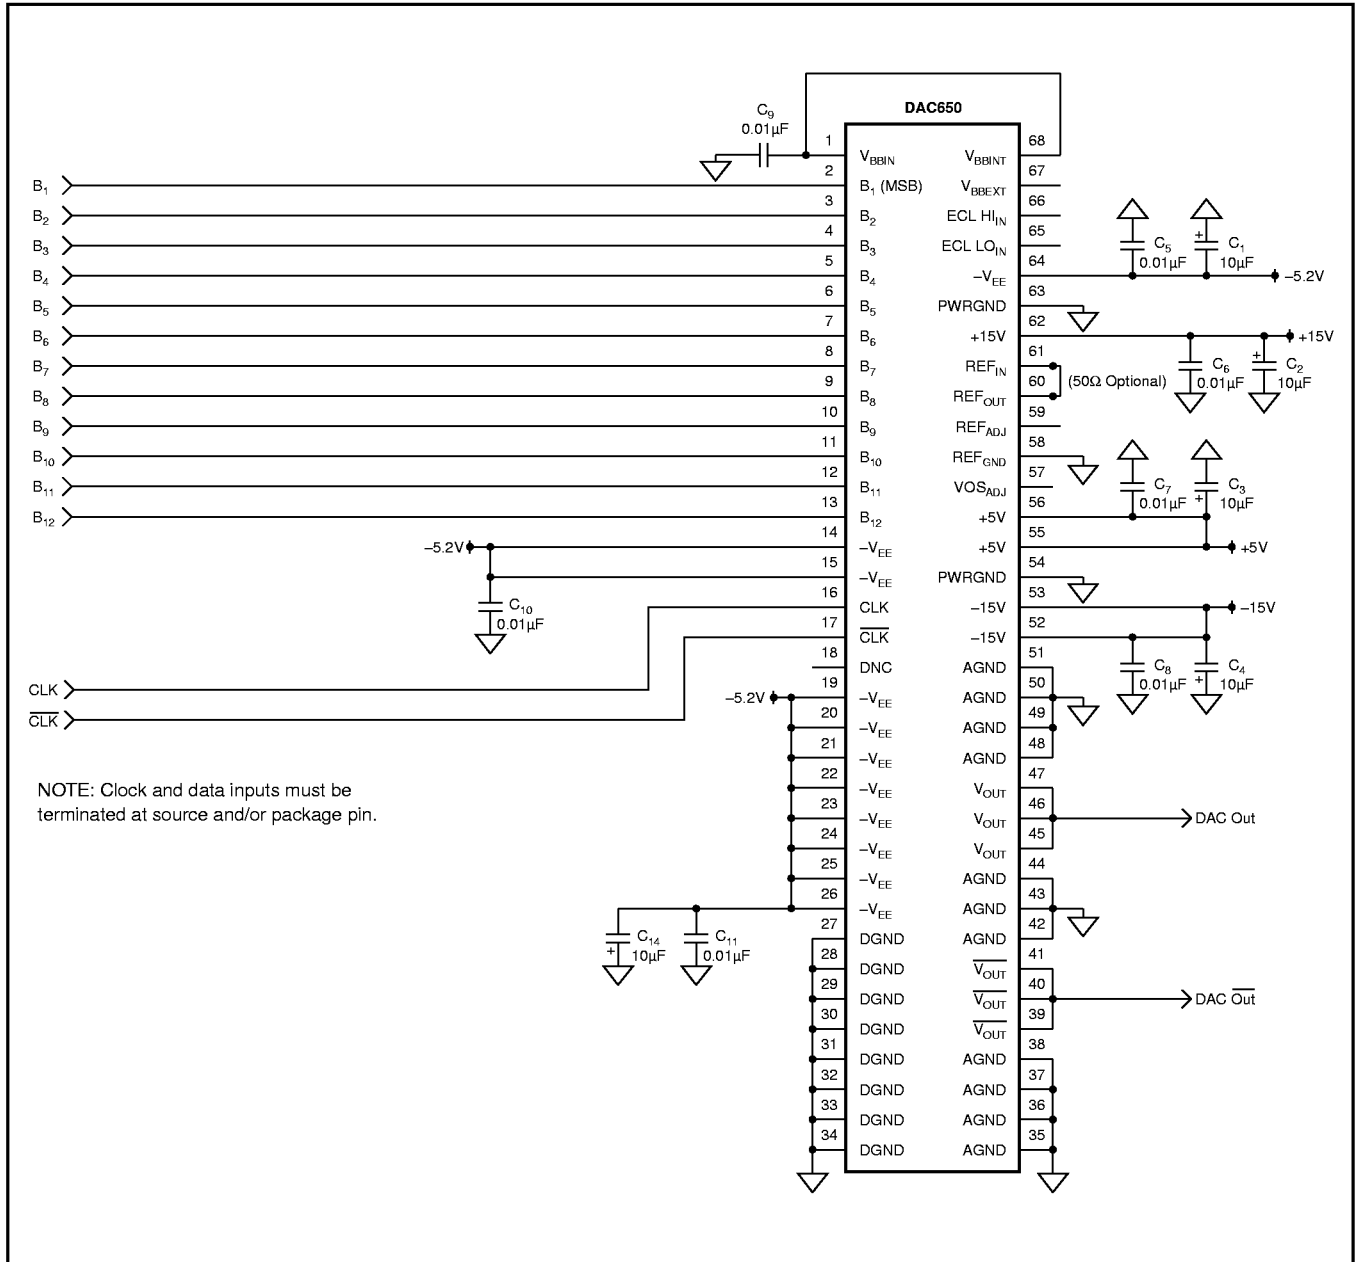 DAC650
C9
0.01µF
1 VBBIN
2 B1 (MSB)
3 B2
4 B3
5 B4
6 B5
7 B6
8 B7
9 B8
10 B9
11 B10
12 B11
13 B12
14 –VEE
15 –VEE
16 CLK
17 CLK
18 DNC
19 –VEE
20 –VEE
21 –VEE
22 –VEE
23 –VEE
24 –VEE
25 –VEE
26 –VEE
27 DGND
28 DGND
29 DGND
30 DGND
31 DGND
32 DGND
33 DGND
34 DGND
68 VBBINT
67 VBBEXT
66 ECL HIIN
65 ECL LOIN
64 –VEE
63 PWRGND
62 +15V
61 REFIN
60 REFOUT
59 REFADJ
58 REFGND
57 VOSADJ
56 +5V
55 +5V
54 PWRGND
53 –15V
52 –15V
51 AGND
50 AGND
49 AGND
48 AGND
47 VOUT
46 VOUT
45 VOUT
44 AGND
43 AGND
42 AGND
41 VOUT
40 VOUT
39 VOUT
38 AGND
37 AGND
36 AGND
35 AGND
B1
B2
B3
B4
B5
B6
B7
B8
B9
B10
B11
B12
–5.2V
C10
0.01µF
CLK
CLK
–5.2V
NOTE: Clock and data inputs must be
terminated at source and/or package pin.
+ C14
10µF
C11
0.01µF
C5
0.01µF
+ C1
10µF
–5.2V
+15V
C6
0.01µF
+ C2
10µF
(50Ω Optional)
C7
0.01µF
+ C3
10µF
+5V
–15V
C8
0.01µF
+ C4
10µF
DAC Out
DAC Out